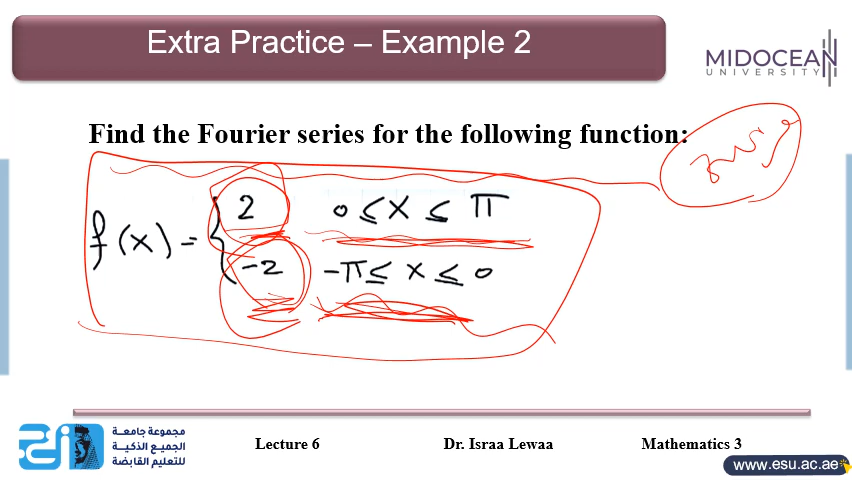 Extra Practice – Example 2
MIDOCEAN
UNIVERSITY
Find the Fourier series for the following function:
f(x) = { 2 0 ≤ x ≤ π
-2 -π ≤ x ≤ 0
مجموعة جامعة
الجميع الذكية
للتعليم القابضة
Lecture 6 Dr. Israa Lewaa Mathematics 3
www.esu.ac.ae